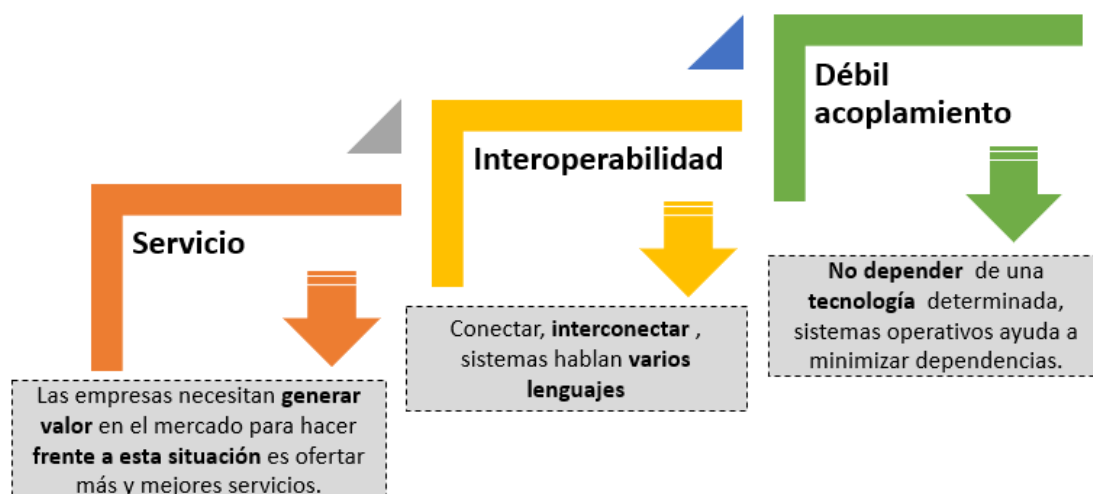 Servicio
Las empresas necesitan generar
valor en el mercado para hacer
frente a esta situación es ofertar
más y mejores servicios.
Interoperabilidad
Conectar, interconectar ,
sistemas hablan varios
lenguajes
Débil
acoplamiento
No depender de una
tecnología determinada,
sistemas operativos ayuda a
minimizar dependencias.